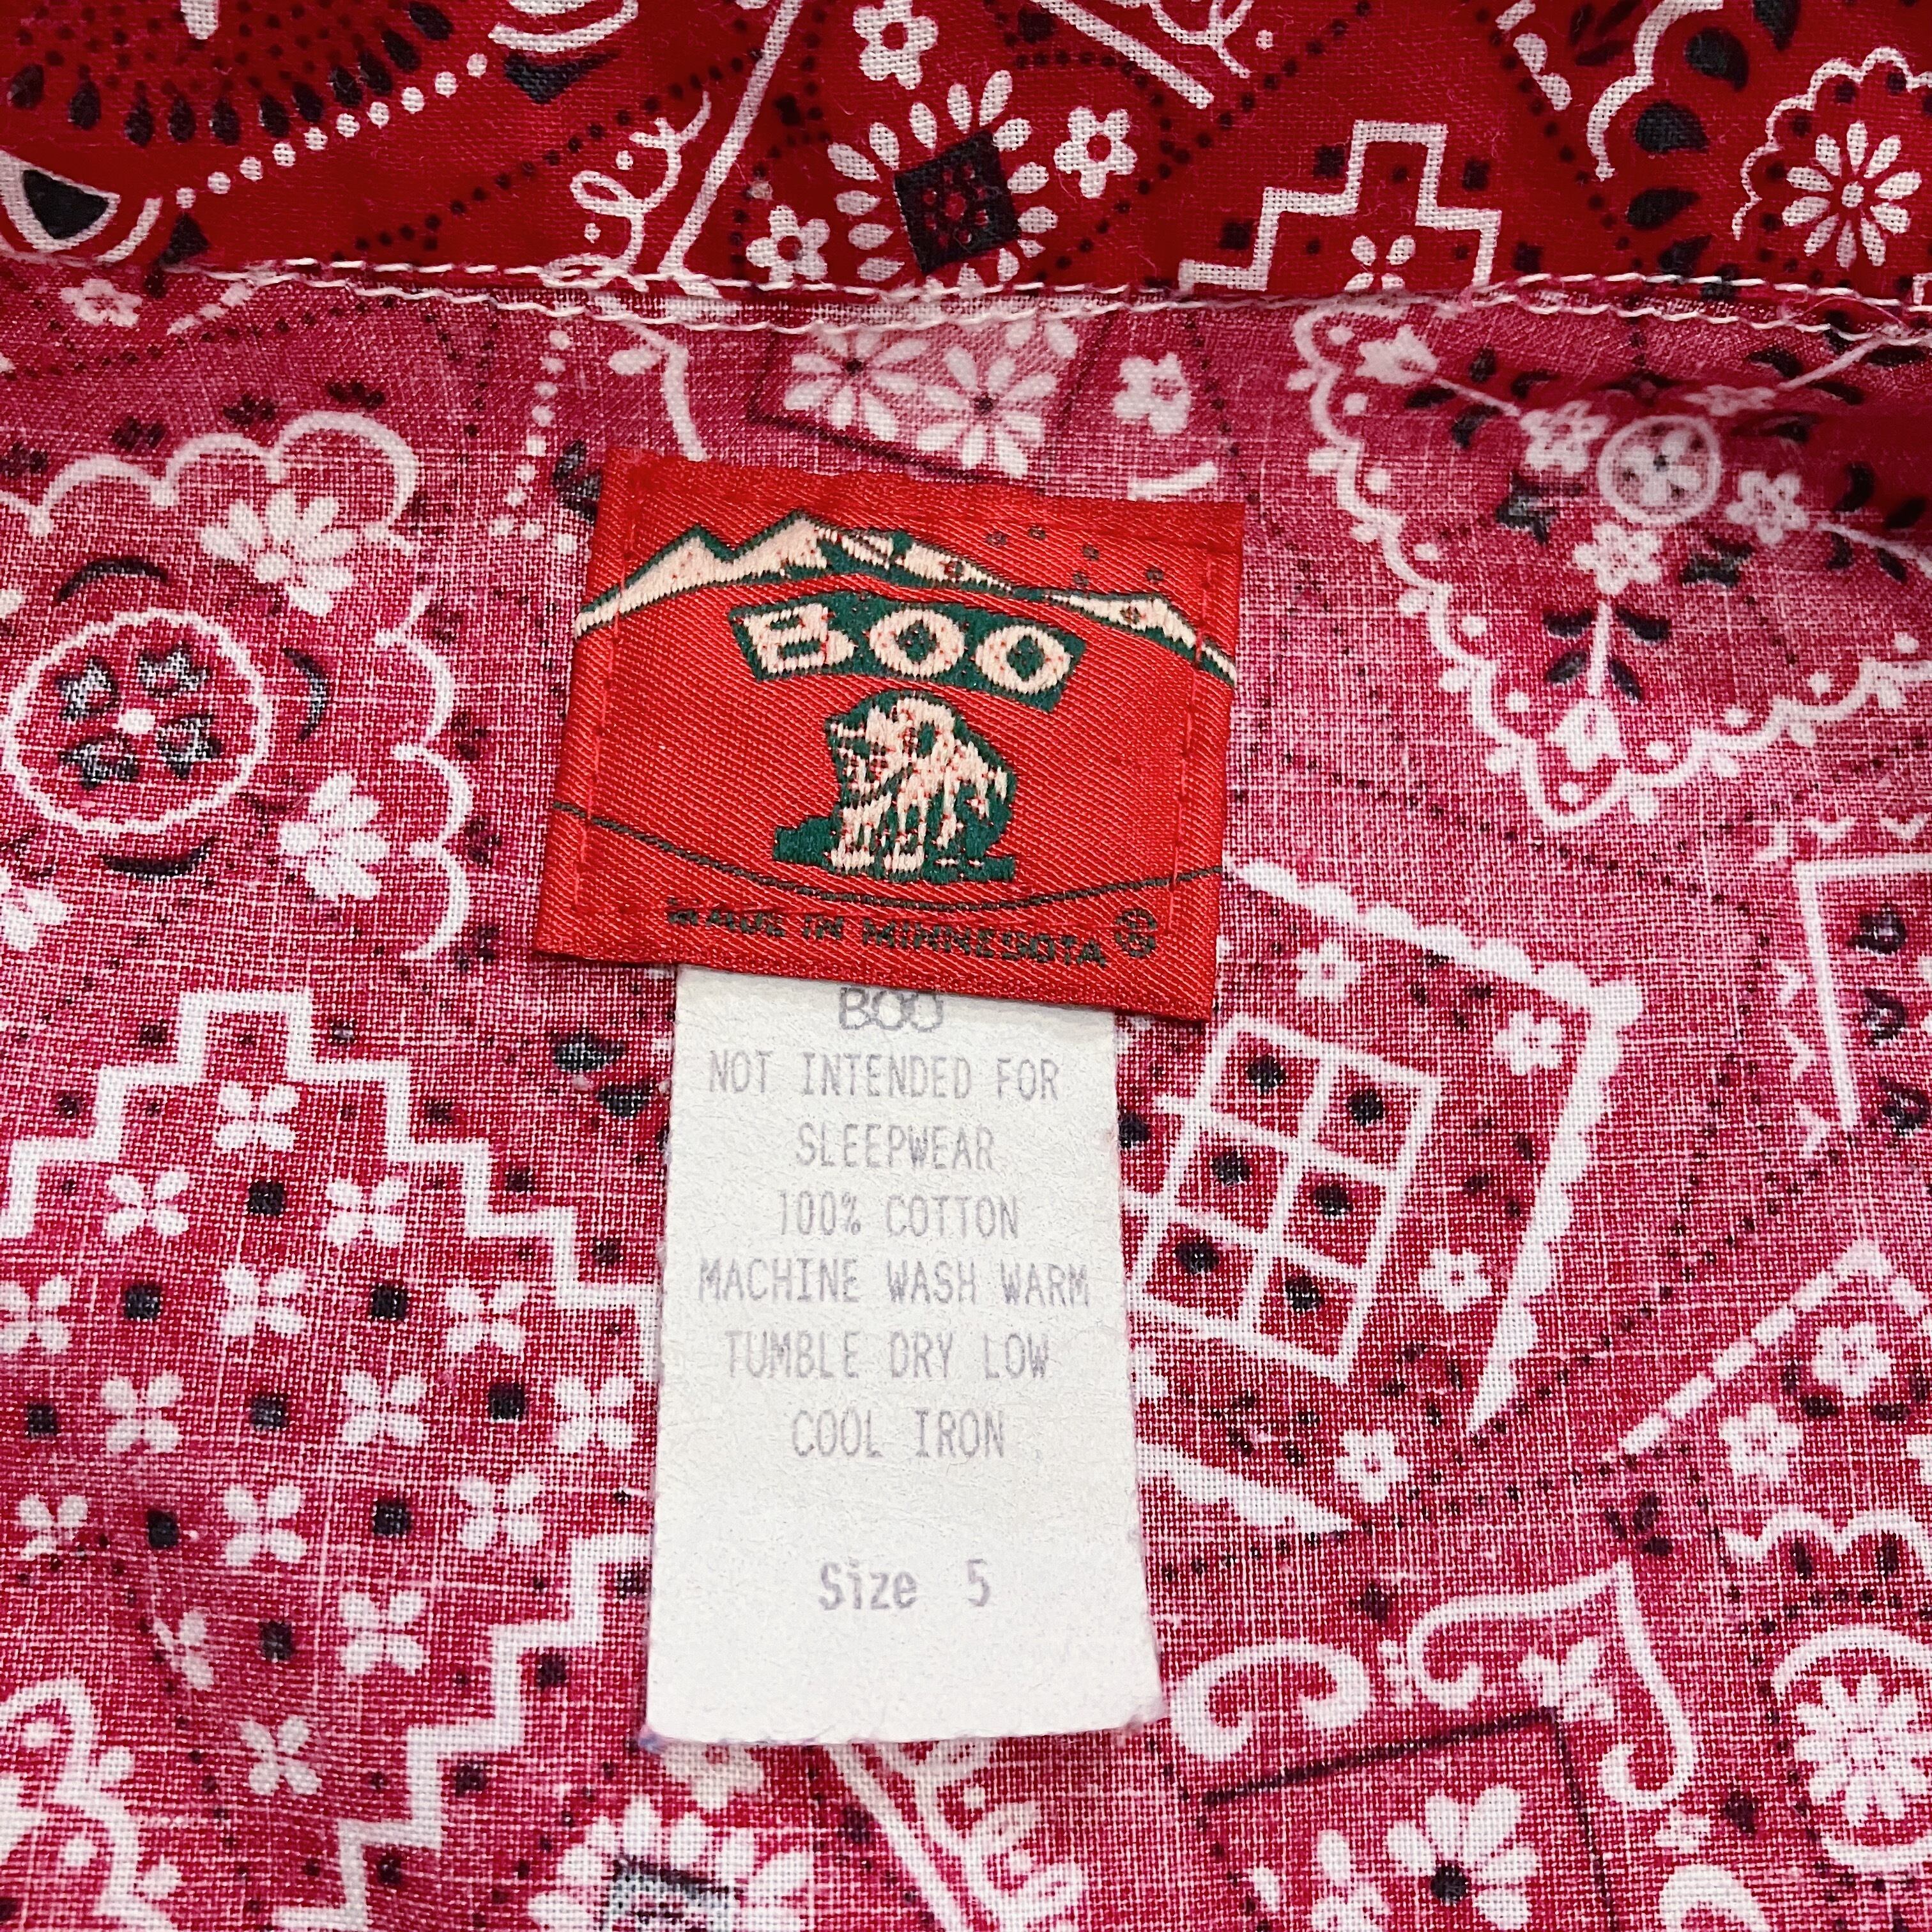 BOO
MADE IN MINNESOTA
BOO
NOT INTENDED FOR
SLEEPWEAR
100% COTTON
MACHINE WASH WARM
TUMBLE DRY LOW
COOL IRON
Size 5